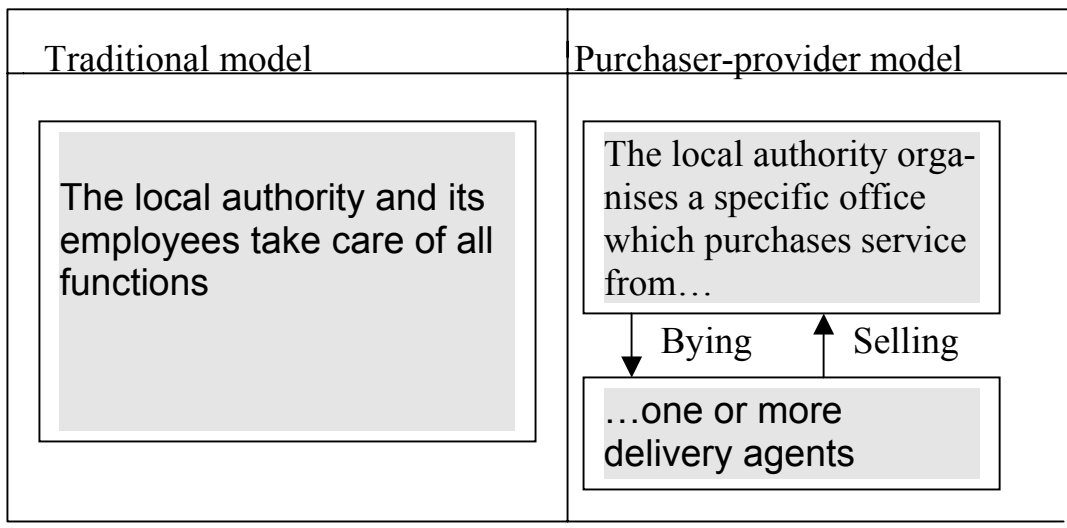 Traditional model
Purchaser-provider model
The local authority and its
employees take care of all
functions
The local authority orga-
nises a specific office
which purchases service
from…
Bying
Selling
…one or more
delivery agents